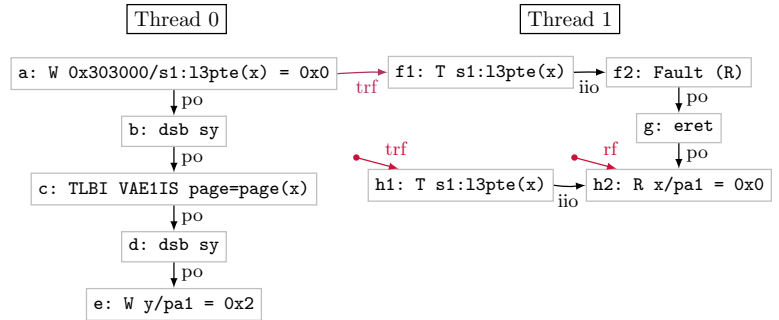 Thread 0
Thread 1
a: W 0x303000/s1:l3pte(x) = 0x0
trf
f1: T s1:l3pte(x)
iio
f2: Fault (R)
po
po
b: dsb sy
g: eret
po
trf
rf
po
c: TLBI VAE1IS page=page(x)
h1: T s1:l3pte(x)
iio
h2: R x/pa1 = 0x0
po
d: dsb sy
po
e: W y/pa1 = 0x2